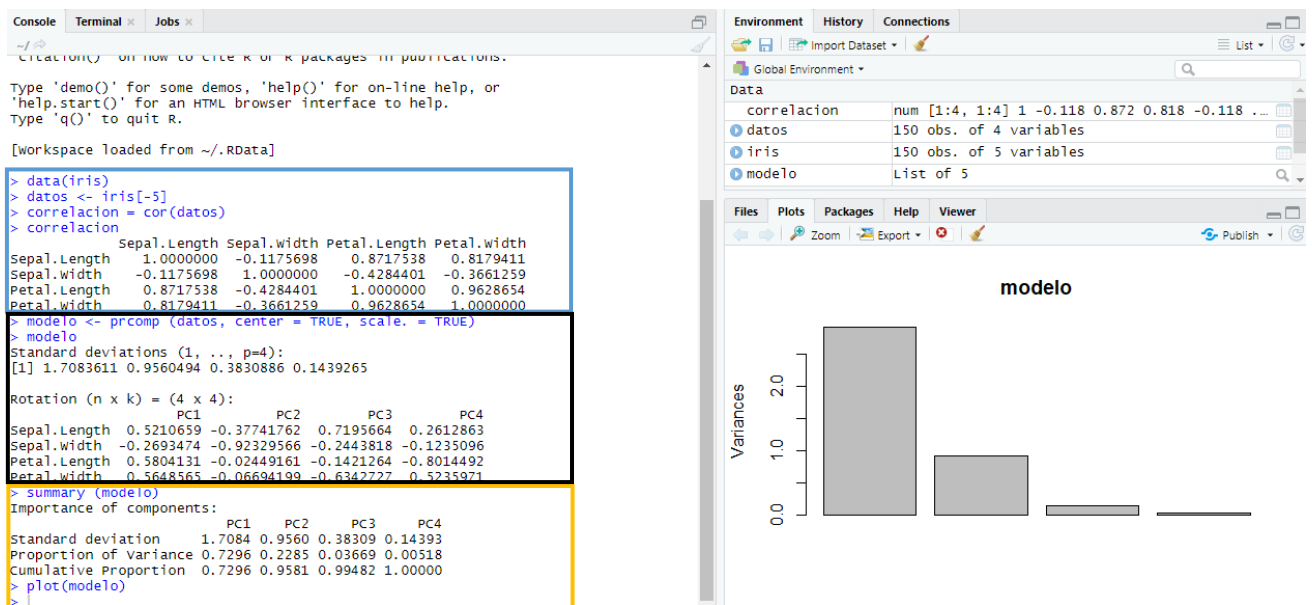 Console Terminal Jobs
~/
'citation()' on how to cite R or R packages in publications.
Type 'demo()' for some demos, 'help()' for on-line help, or
'help.start()' for an HTML browser interface to help.
Type 'q()' to quit R.
[Workspace loaded from ~/.RData]
> data(iris)
> datos <- iris[-5]
> correlacion = cor(datos)
> correlacion
Sepal.Length Sepal.Width Petal.Length Petal.Width
Sepal.Length 1.0000000 -0.1175698 0.8717538 0.8179411
Sepal.Width -0.1175698 1.0000000 -0.4284401 -0.3661259
Petal.Length 0.8717538 -0.4284401 1.0000000 0.9628654
Petal.Width 0.8179411 -0.3661259 0.9628654 1.0000000
> modelo <- prcomp (datos, center = TRUE, scale. = TRUE)
> modelo
Standard deviations (1, .., p=4):
[1] 1.7083611 0.9560494 0.3830886 0.1439265
Rotation (n x k) = (4 x 4):
PC1 PC2 PC3 PC4
Sepal.Length 0.5210659 -0.37741762 0.7195664 0.2612863
Sepal.Width -0.2693474 -0.92329566 -0.2443818 -0.1235096
Petal.Length 0.5804131 -0.02449161 -0.1421264 -0.8014492
Petal.Width 0.5648565 -0.06694199 -0.6342727 0.5235971
> summary (modelo)
Importance of components:
PC1 PC2 PC3 PC4
Standard deviation 1.7084 0.9560 0.38309 0.14393
Proportion of Variance 0.7296 0.2285 0.03669 0.00518
Cumulative Proportion 0.7296 0.9581 0.99482 1.00000
> plot(modelo)
>
Environment History Connections
Import Dataset List
Global Environment
Data
correlacion num [1:4, 1:4] 1 -0.118 0.872 0.818 -0.118 ...
datos 150 obs. of 4 variables
iris 150 obs. of 5 variables
modelo List of 5
Files Plots Packages Help Viewer
Zoom Export Publish
modelo
Variances
2.0
1.0
0.0